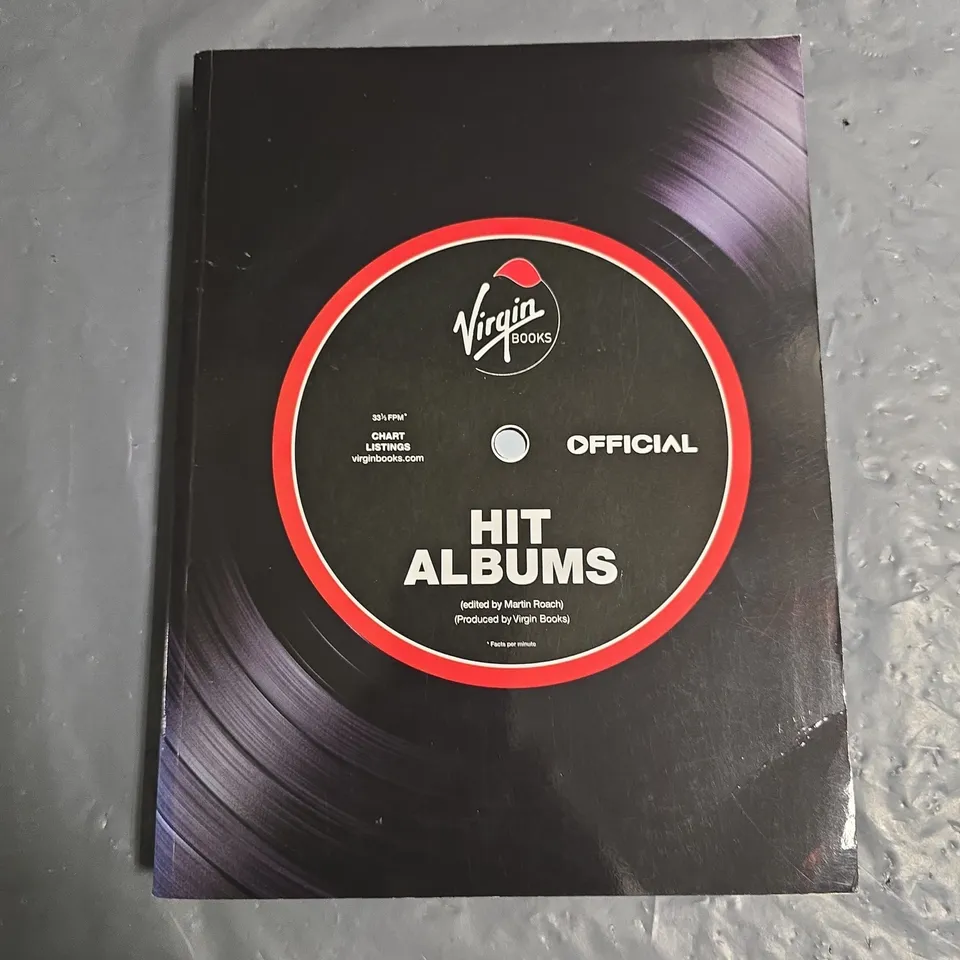 Virgin
BOOKS
33⅓ FPM*
CHART
LISTINGS
virginbooks.com
OFFICIAL
HIT
ALBUMS
(edited by Martin Roach)
(Produced by Virgin Books)
* Facts per minute